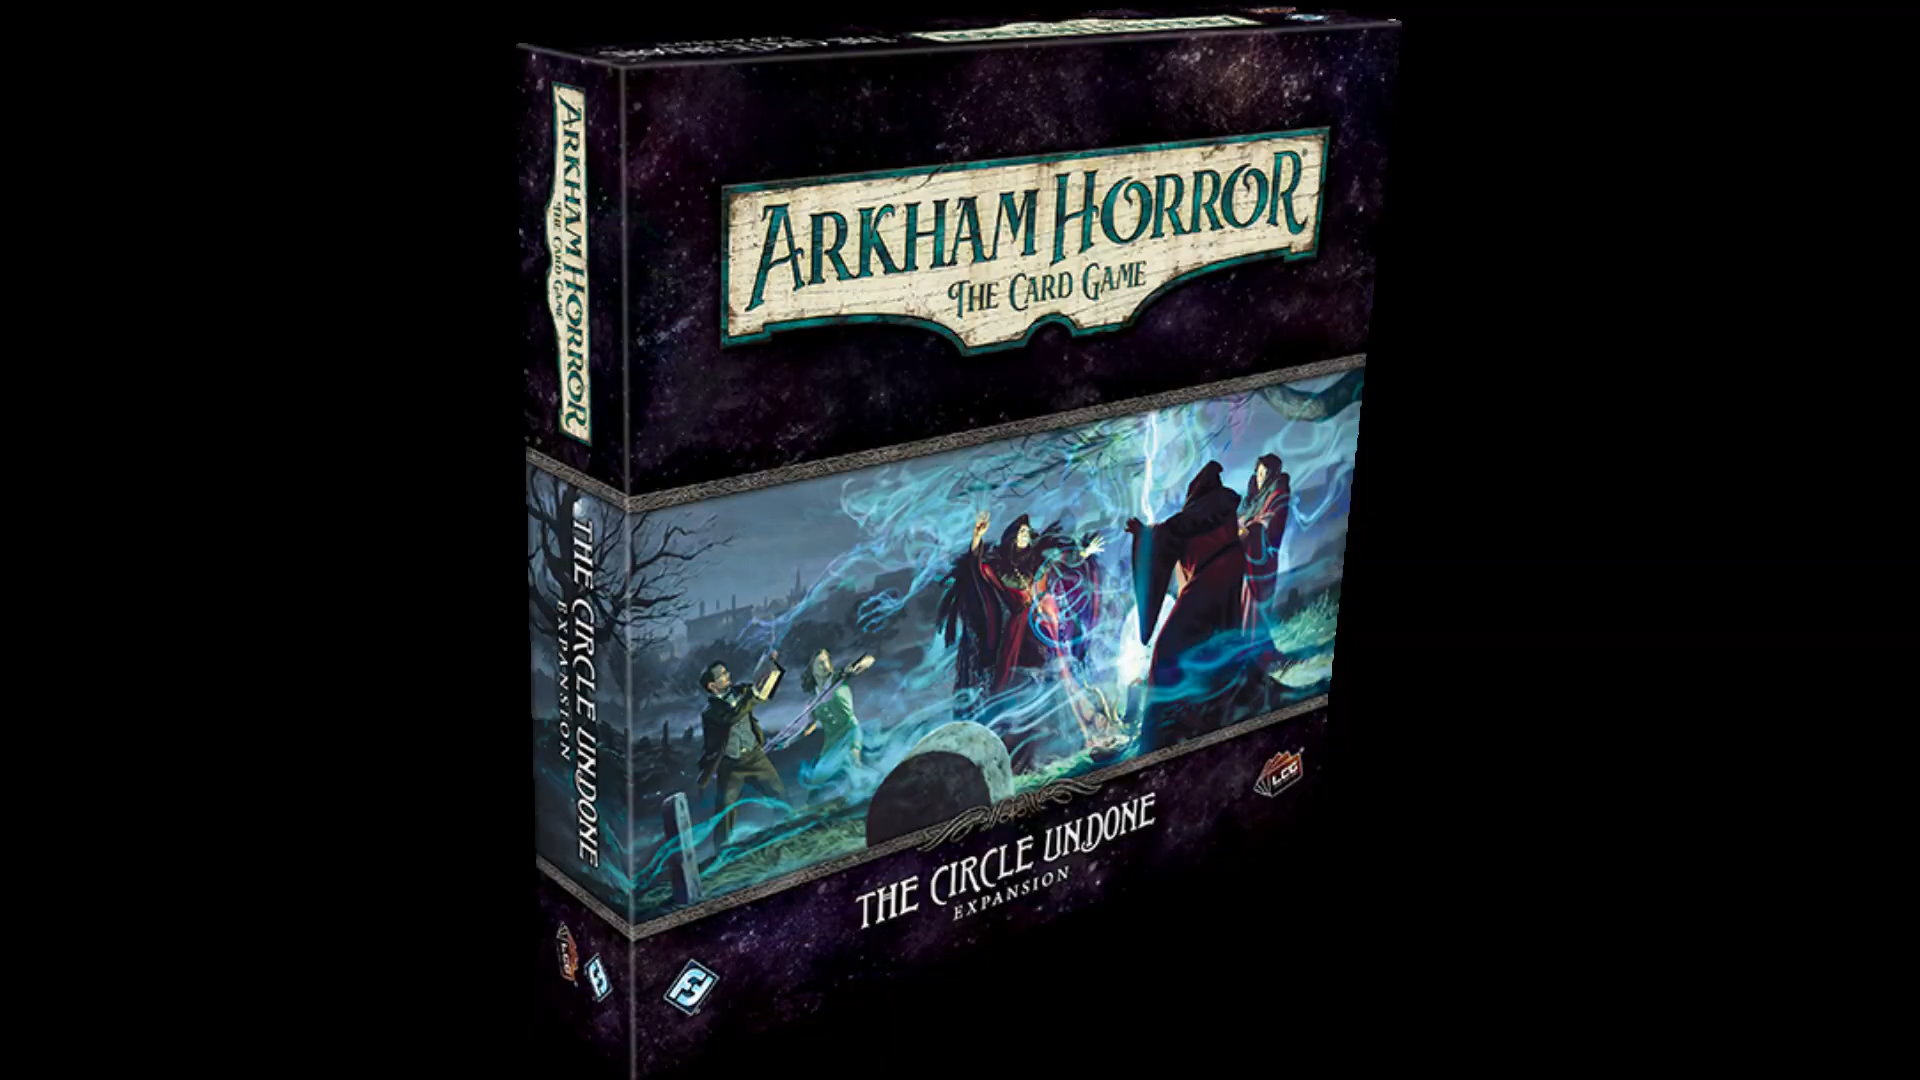 ARKHAM HORROR
THE CARD GAME
THE CIRCLE UNDONE
EXPANSION
LCG
ARKHAM HORROR
THE CARD GAME
THE CIRCLE UNDONE
EXPANSION
LCG